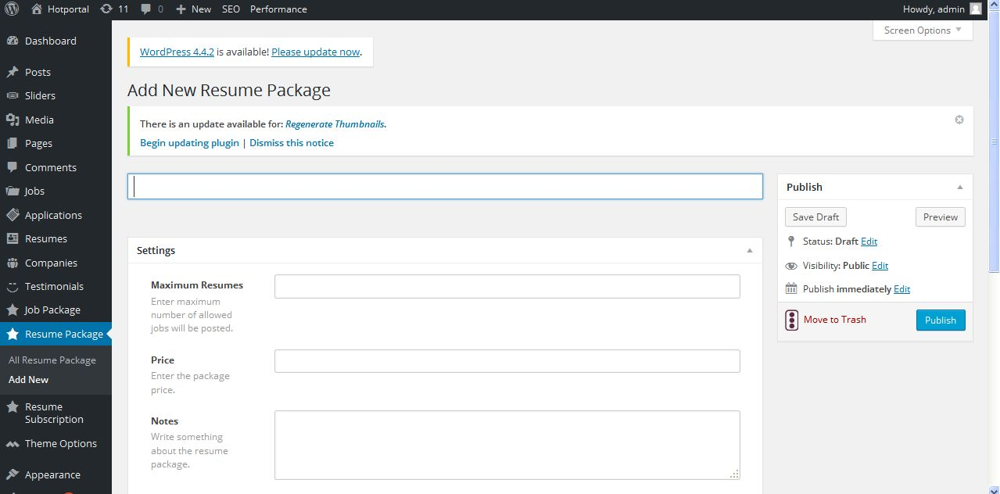 Hotportal 11 0 New SEO Performance Howdy, admin
Screen Options
Dashboard
Posts
Sliders
Media
Pages
Comments
Jobs
Applications
Resumes
Companies
Testimonials
Job Package
Resume Package
All Resume Package
Add New
Resume
Subscription
Theme Options
Appearance
WordPress 4.4.2 is available! Please update now.
Add New Resume Package
There is an update available for: Regenerate Thumbnails.
Begin updating plugin | Dismiss this notice
Settings
Maximum Resumes
Enter maximum
number of allowed
jobs will be posted.
Price
Enter the package
price.
Notes
Write something
about the resume
package.
Publish
Save Draft Preview
Status: Draft Edit
Visibility: Public Edit
Publish immediately Edit
Move to Trash Publish